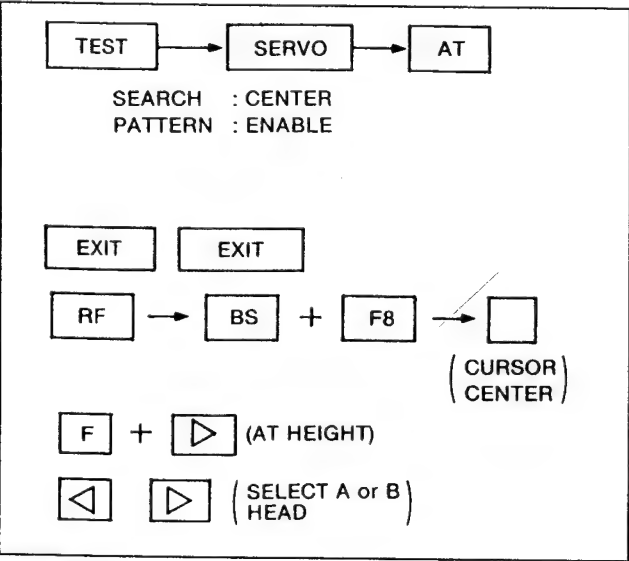 TEST → SERVO → AT
SEARCH : CENTER
PATTERN : ENABLE
EXIT EXIT
RF → BS + F8 →
(CURSOR CENTER)
F + ▷ (AT HEIGHT)
◁ ▷ (SELECT A or B HEAD)